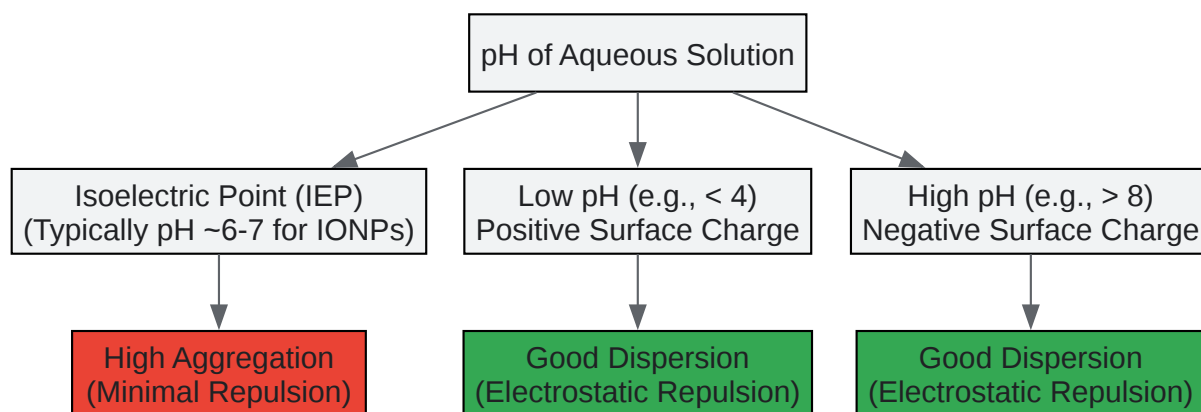 pH of Aqueous Solution
Isoelectric Point (IEP)
(Typically pH ~6-7 for IONPs)
Low pH (e.g., < 4)
Positive Surface Charge
High pH (e.g., > 8)
Negative Surface Charge
High Aggregation
(Minimal Repulsion)
Good Dispersion
(Electrostatic Repulsion)
Good Dispersion
(Electrostatic Repulsion)